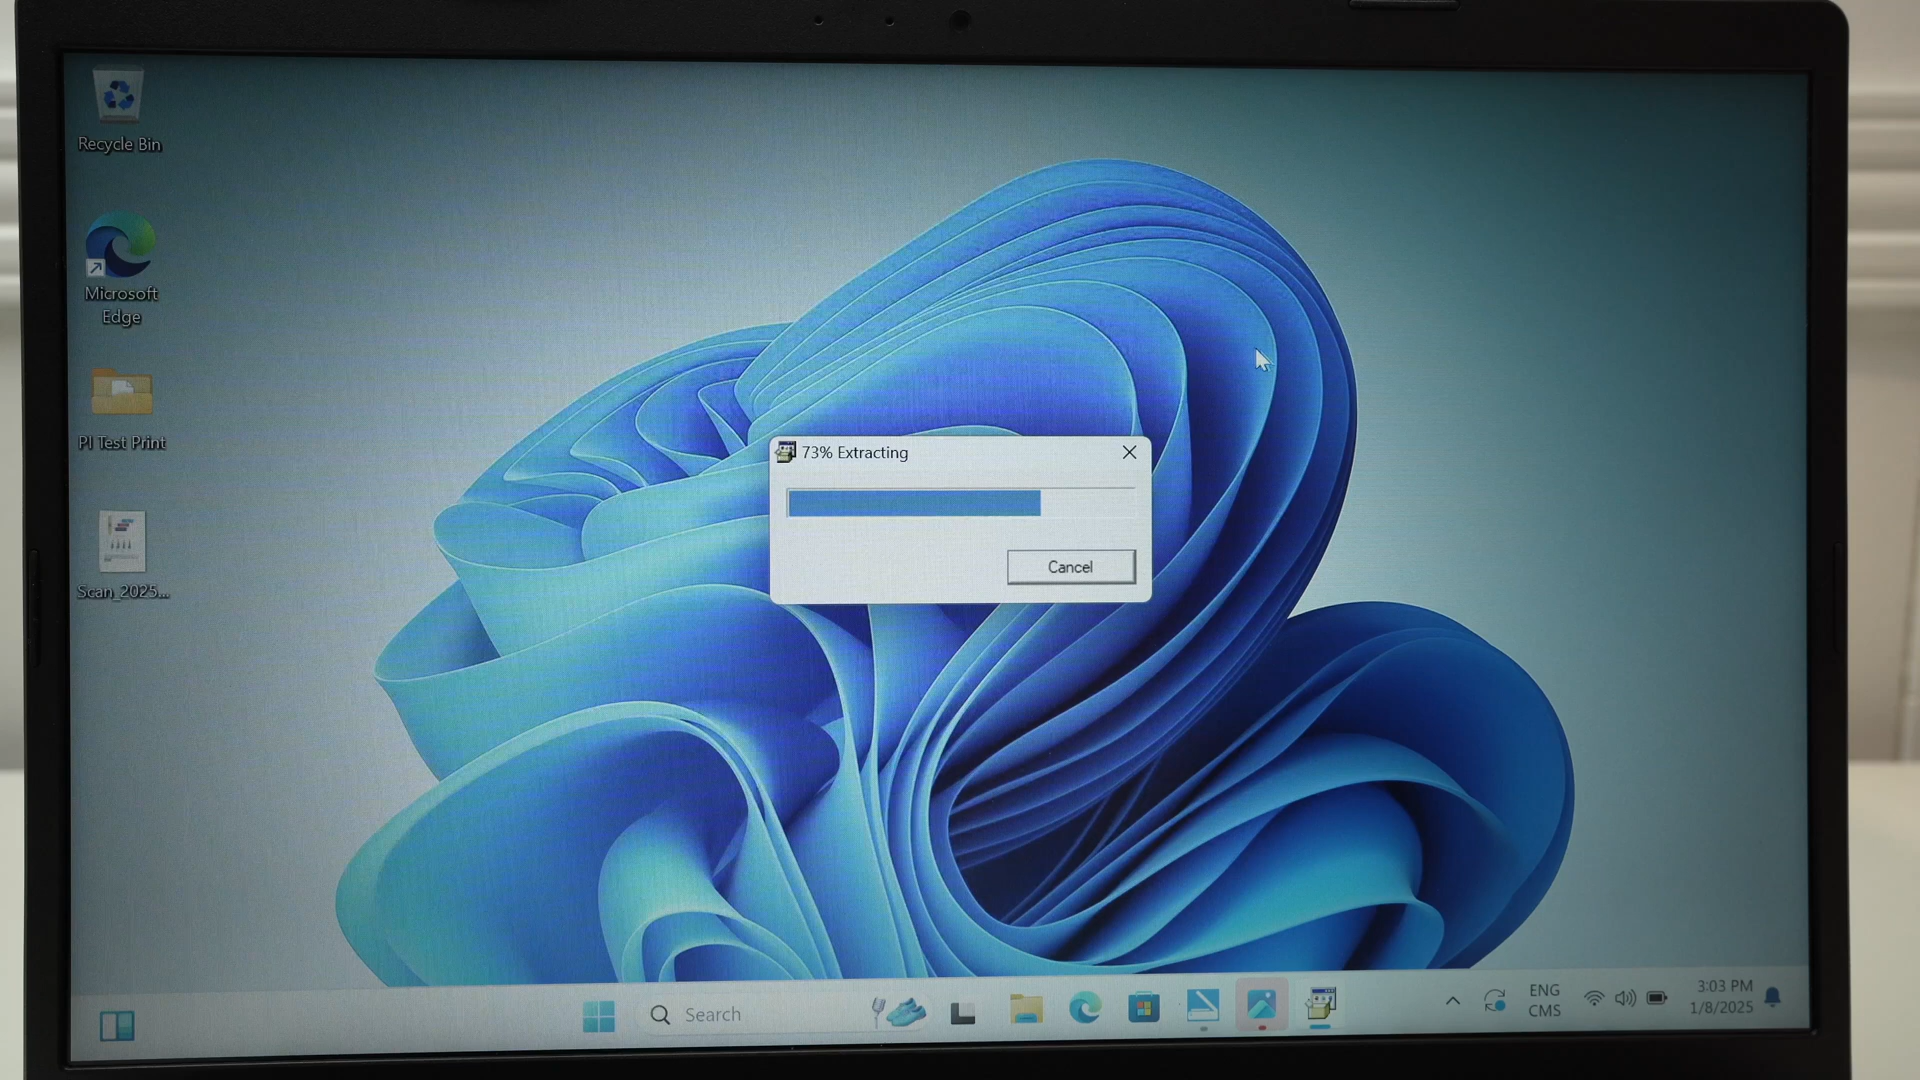 Recycle Bin
Microsoft
Edge
PI Test Print
Scan_2025...
73% Extracting
Cancel
Search
ENG
CMS
3:03 PM
1/8/2025